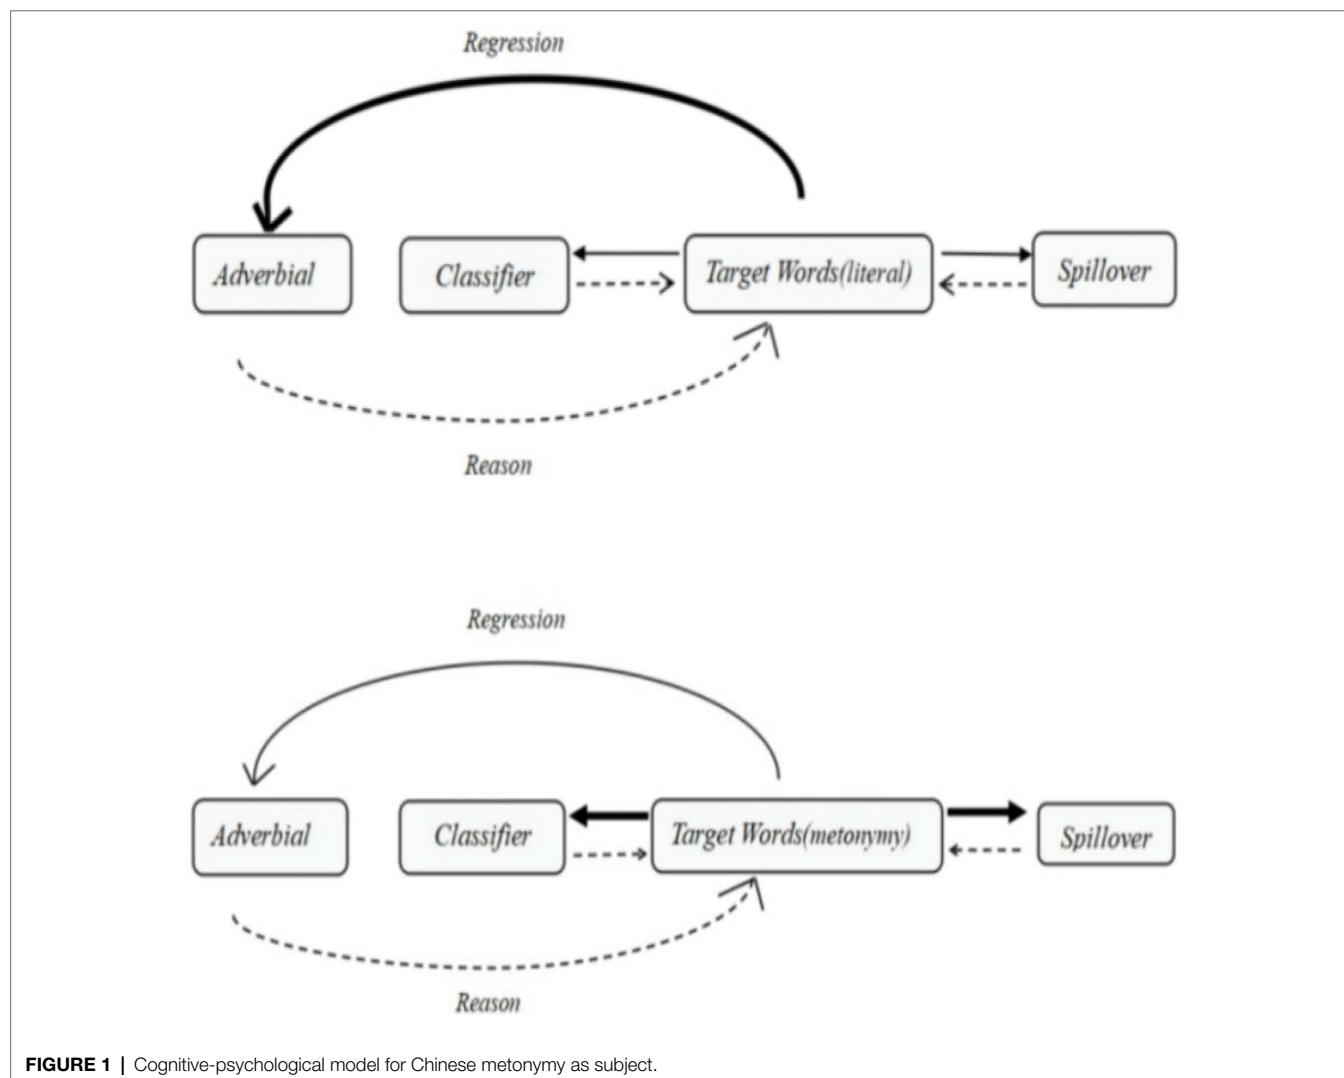 Regression
Adverbial
Classifier
Target Words(literal)
Spillover
Reason
Regression
Adverbial
Classifier
Target Words(metonymy)
Spillover
Reason
FIGURE 1 | Cognitive-psychological model for Chinese metonymy as subject.